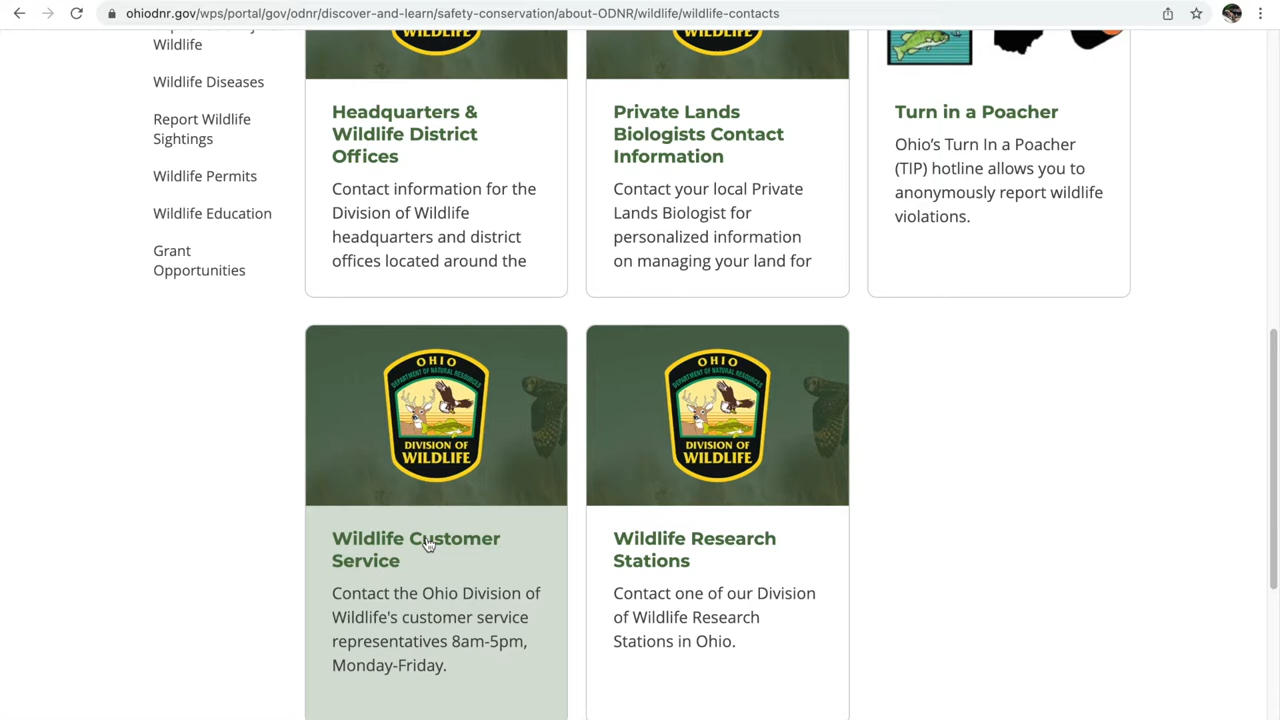 ohiodnr.gov/wps/portal/gov/odnr/discover-and-learn/safety-conservation/about-ODNR/wildlife/wildlife-contacts
Wildlife
Wildlife Diseases
Report Wildlife
Sightings
Wildlife Permits
Wildlife Education
Grant
Opportunities
WILDLIFE
Headquarters &
Wildlife District
Offices
Contact information for the
Division of Wildlife
headquarters and district
offices located around the
WILDLIFE
Private Lands
Biologists Contact
Information
Contact your local Private
Lands Biologist for
personalized information
on managing your land for
Turn in a Poacher
Ohio’s Turn In a Poacher
(TIP) hotline allows you to
anonymously report wildlife
violations.
OHIO
DEPARTMENT OF NATURAL RESOURCES
DIVISION OF
WILDLIFE
Wildlife Customer
Service
Contact the Ohio Division of
Wildlife's customer service
representatives 8am-5pm,
Monday-Friday.
OHIO
DEPARTMENT OF NATURAL RESOURCES
DIVISION OF
WILDLIFE
Wildlife Research
Stations
Contact one of our Division
of Wildlife Research
Stations in Ohio.